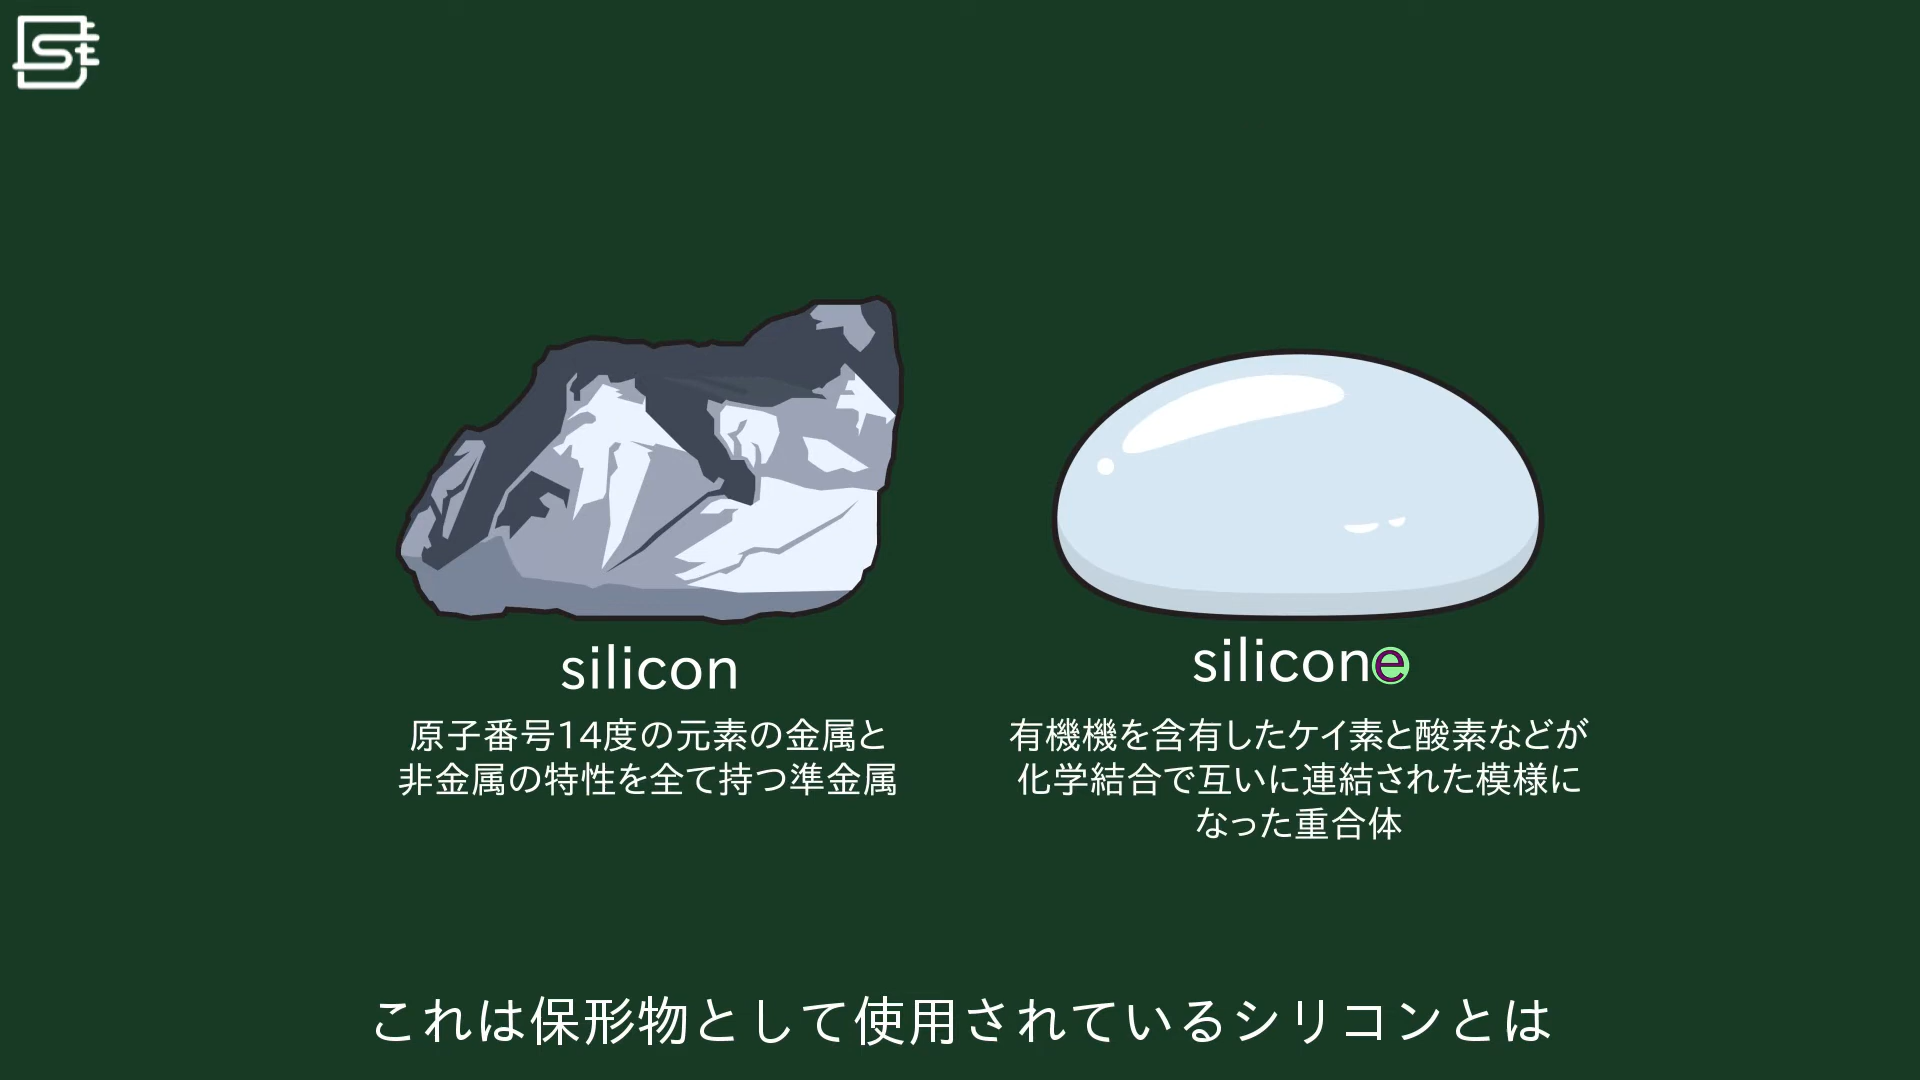 silicon
原子番号14度の元素の金属と
非金属の特性を全て持つ準金属
silicone
有機機を含有したケイ素と酸素などが
化学結合で互いに連結された模様に
なった重合体
これは保形物として使用されているシリコンとは